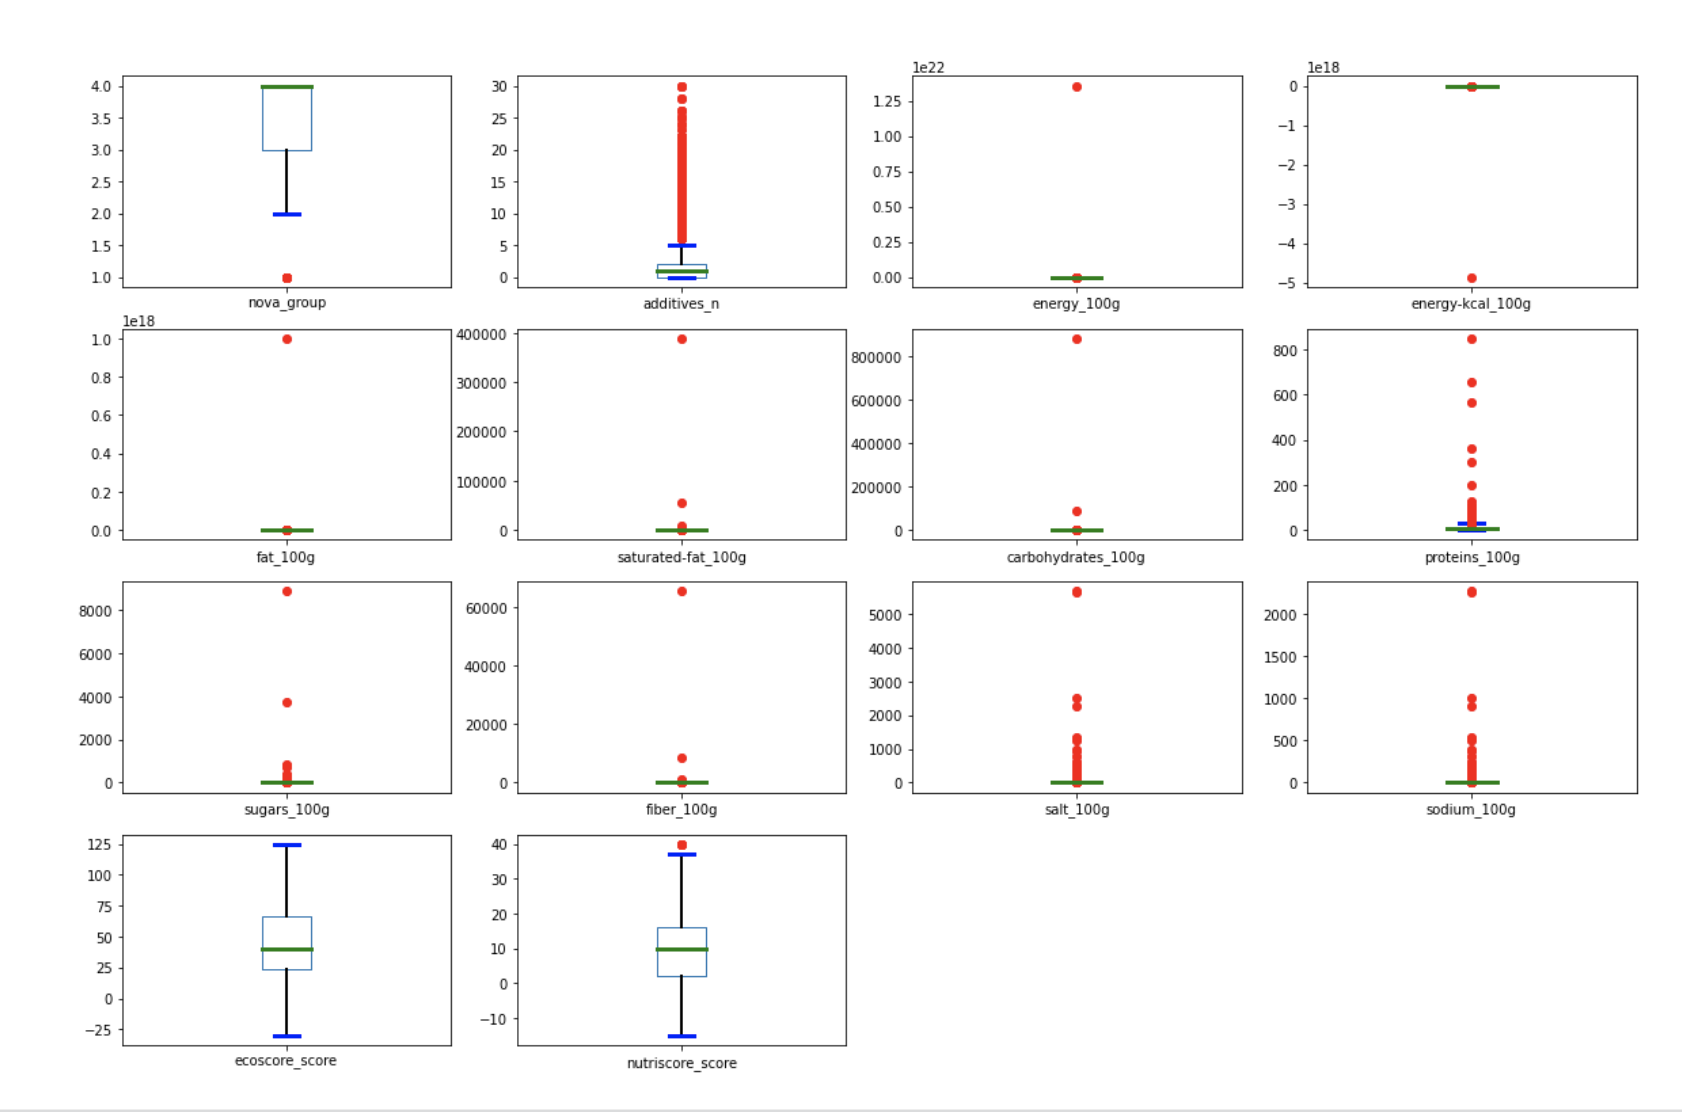 1e22 1e18
4.0 30 0
3.5 25 1.25 −1
3.0 20 1.00 −2
2.5 15 0.75 −3
2.0 10 0.50 −4
1.5 5 0.25 −5
1.0 0 0.00
nova_group additives_n energy_100g energy-kcal_100g
1e18
1.0 400000 800000 800
0.8 300000 600000 600
0.6 200000 400000 400
0.4 100000 200000 200
0.2 0 0 0
0.0
fat_100g saturated-fat_100g carbohydrates_100g proteins_100g
8000 60000 5000 2000
6000 40000 4000 1500
4000 20000 3000 1000
2000 0 2000 500
0 1000 0
0
sugars_100g fiber_100g salt_100g sodium_100g
125 40
100 30
75 20
50 10
25 0
0 −10
−25
ecoscore_score nutriscore_score